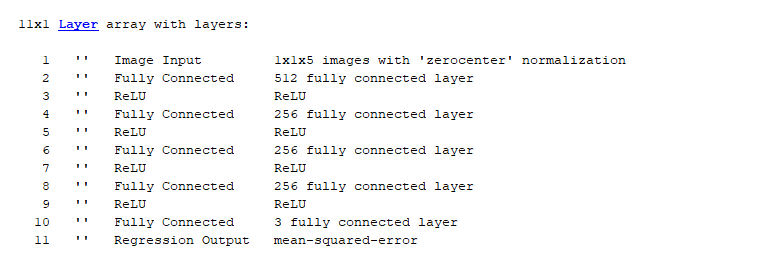 11x1 Layer array with layers:
1 '' Image Input 1x1x5 images with 'zerocenter' normalization
2 '' Fully Connected 512 fully connected layer
3 '' ReLU ReLU
4 '' Fully Connected 256 fully connected layer
5 '' ReLU ReLU
6 '' Fully Connected 256 fully connected layer
7 '' ReLU ReLU
8 '' Fully Connected 256 fully connected layer
9 '' ReLU ReLU
10 '' Fully Connected 3 fully connected layer
11 '' Regression Output mean-squared-error